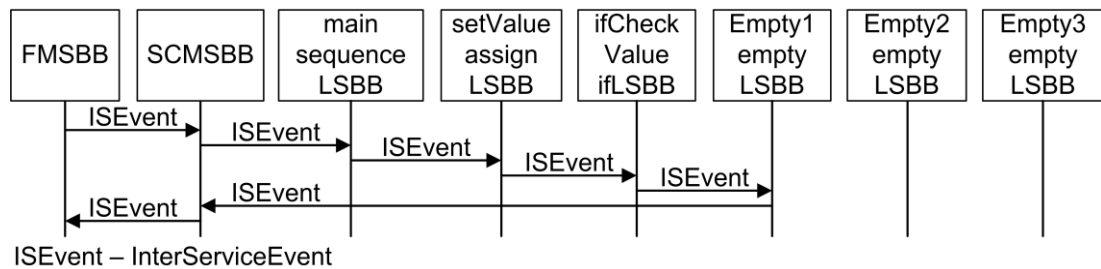 FMSBB
SCMSBB
main
sequence
LSBB
setValue
assign
LSBB
ifCheck
Value
ifLSBB
Empty1
empty
LSBB
Empty2
empty
LSBB
Empty3
empty
LSBB
ISEvent
ISEvent
ISEvent
ISEvent
ISEvent
ISEvent
ISEvent
ISEvent – InterServiceEvent